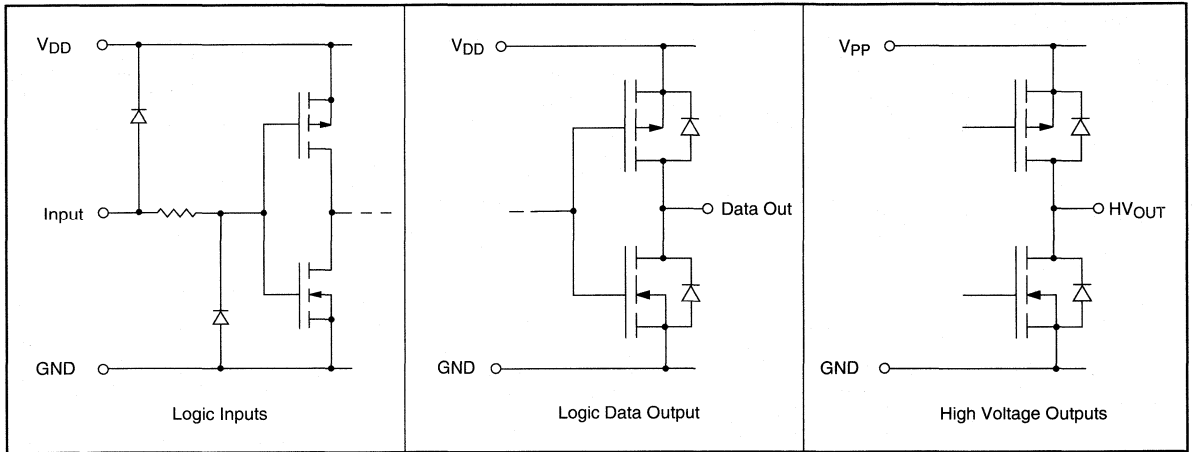 VDD
Input
GND
Logic Inputs
VDD
Data Out
GND
Logic Data Output
VPP
HVOUT
GND
High Voltage Outputs